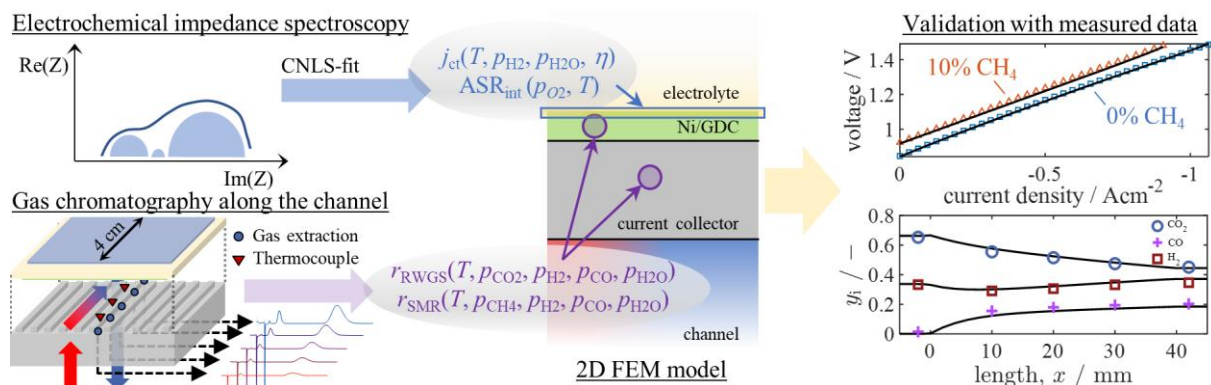 Electrochemical impedance spectroscopy
Re(Z)
CNLS-fit
Im(Z)
Gas chromatography along the channel
4 cm
Gas extraction
Thermocouple
j_ct(T, p_H2, p_H2O, η)
ASR_int (p_O2, T)
electrolyte
Ni/GDC
current collector
r_RWGS(T, p_CO2, p_H2, p_CO, p_H2O)
r_SMR(T, p_CH4, p_H2, p_CO, p_H2O)
channel
2D FEM model
Validation with measured data
voltage / V
1.4
1.2
1
10% CH₄
0% CH₄
0 -0.5 -1
current density / Acm⁻²
y_i / –
0.8
0.6
0.4
0.2
0
CO₂
CO
H₂
0 10 20 30 40
length, x / mm